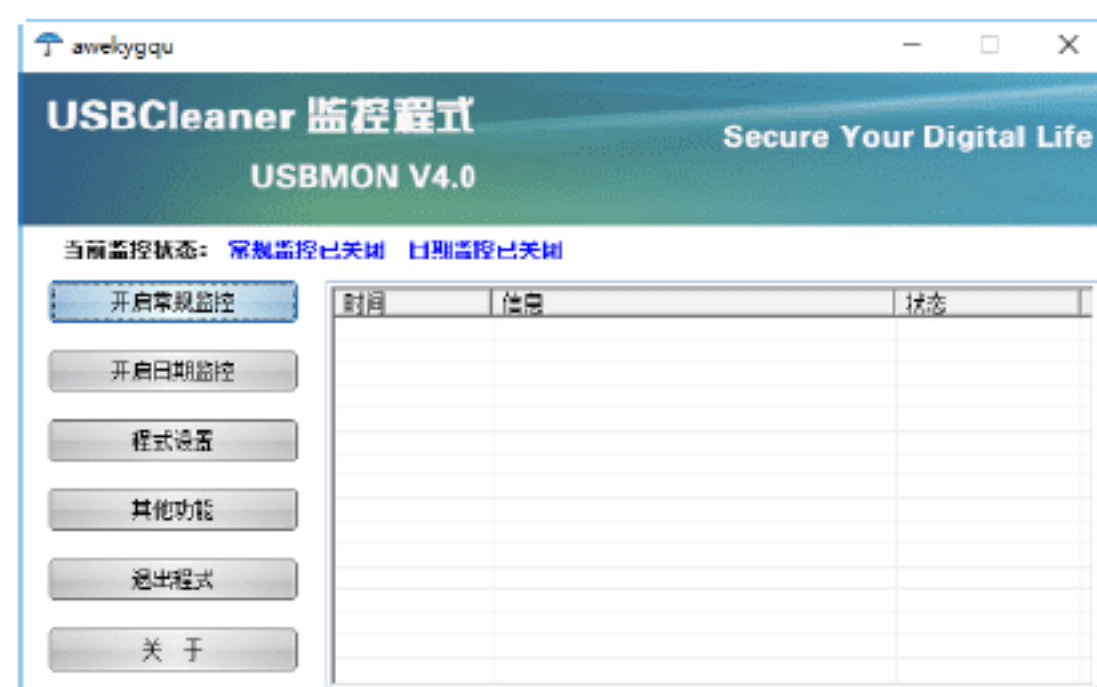 awekygqu
USBCleaner 监控程式
Secure Your Digital Life
USBMON V4.0
当前监控状态: 常规监控已关闭 日期监控已关闭
开启常规监控
时间 信息 状态
开启日期监控
程式设置
其他功能
退出程式
关 于